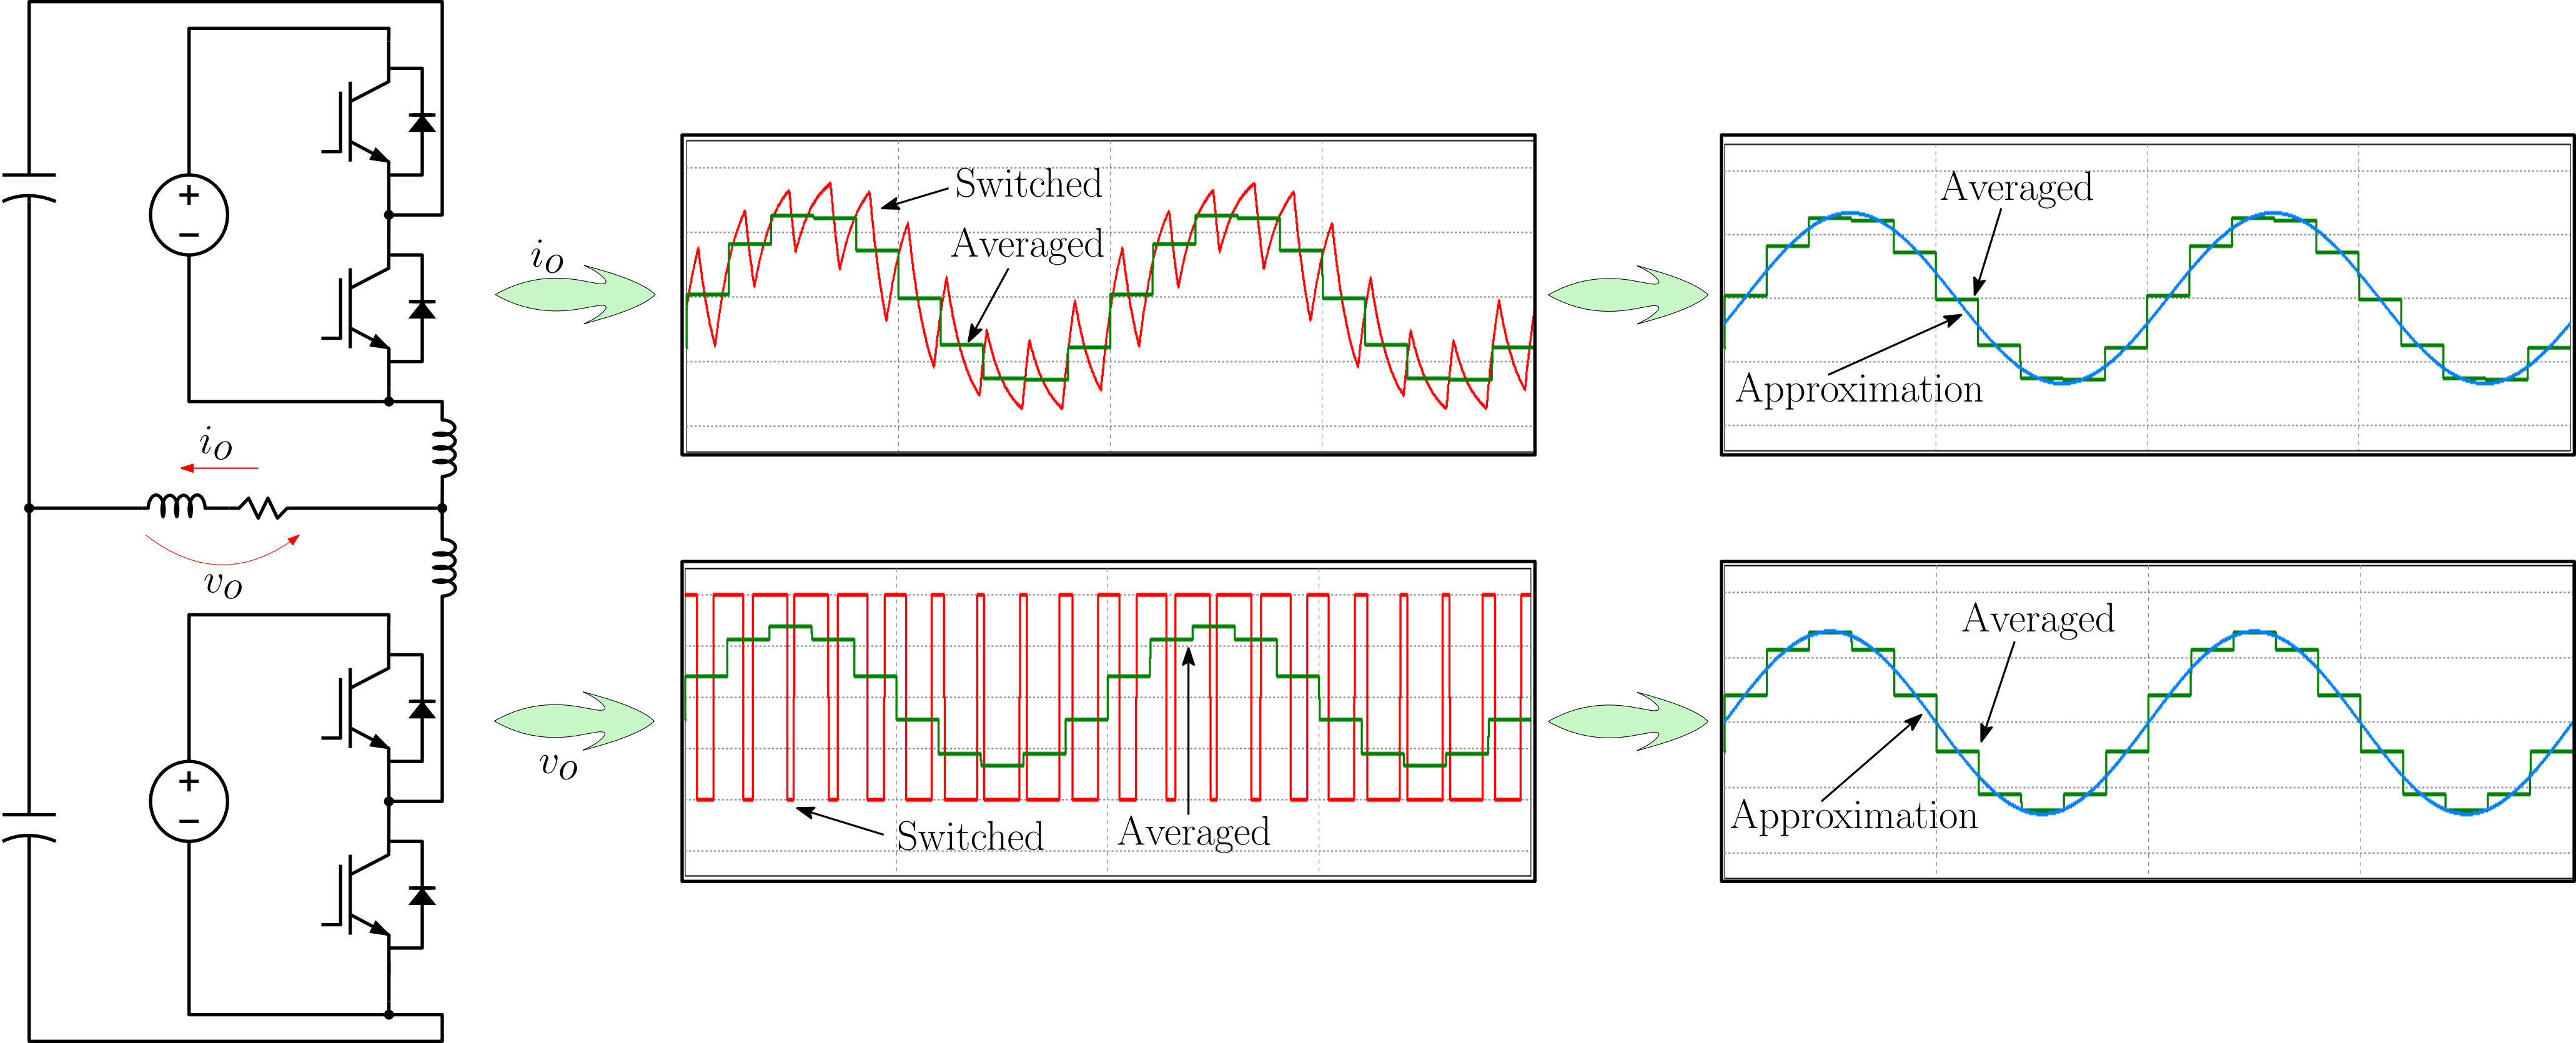 +
−
i_O
v_O
+
−
i_O
Switched
Averaged
Averaged
Approximation
v_O
Switched
Averaged
Averaged
Approximation